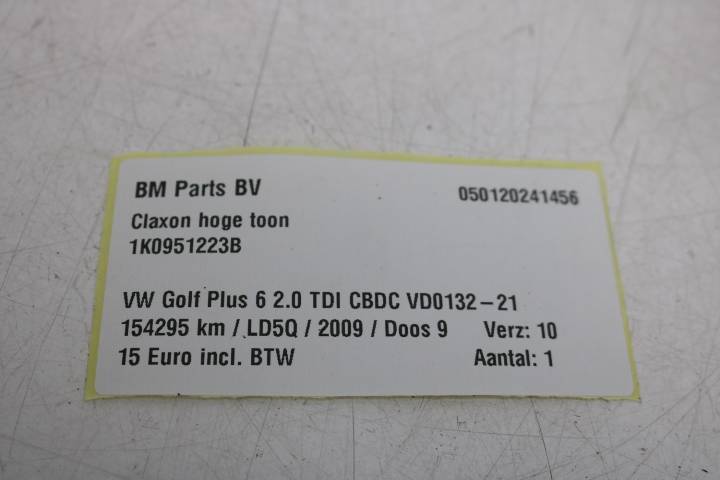 BM Parts BV 050120241456
Claxon hoge toon
1K0951223B
VW Golf Plus 6 2.0 TDI CBDC VD0132-21
154295 km / LD5Q / 2009 / Doos 9 Verz: 10
15 Euro incl. BTW Aantal: 1